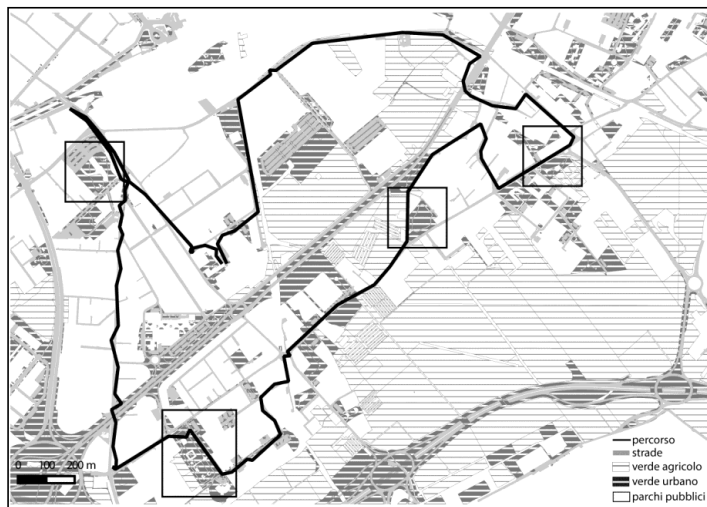 percorso
strade
verde agricolo
verde urbano
parchi pubblici
0 100 200 m